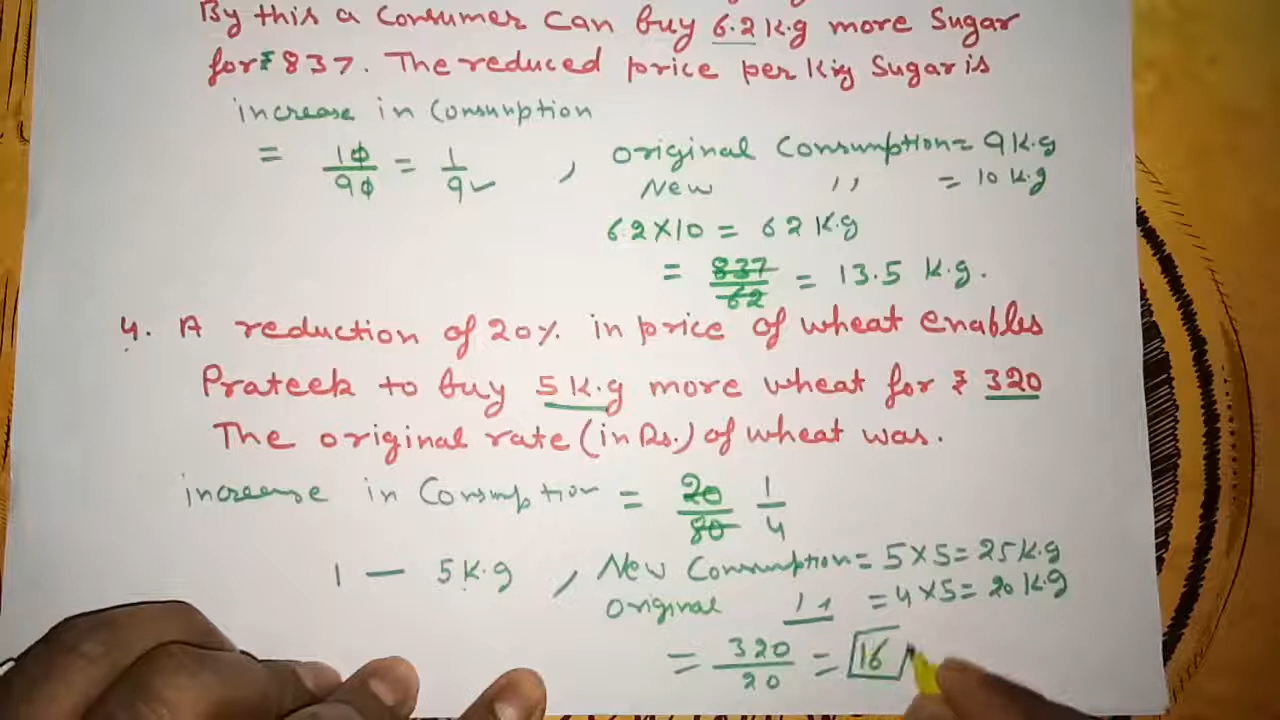 By this a Consumer Can buy 6.2 K.g more Sugar
for ₹ 837. The reduced price per Kig Sugar is
increase in Consunption
= 10/90 = 1/9 , original Consumption = 9 K.g
New ,, = 10 K.g
6.2 X 10 = 62 K.g
= 837/62 = 13.5 K.g.
4. A reduction of 20% in price of wheat enables
Prateek to buy 5 K.g more wheat for ₹ 320
The original rate (in Rs.) of wheat was.
increase in Consmption = 20/80 1/4
1 — 5 K.g , New Consumption = 5 X 5 = 25 K.g
original ,, = 4 X 5 = 20 K.g
= 320/20 = 16